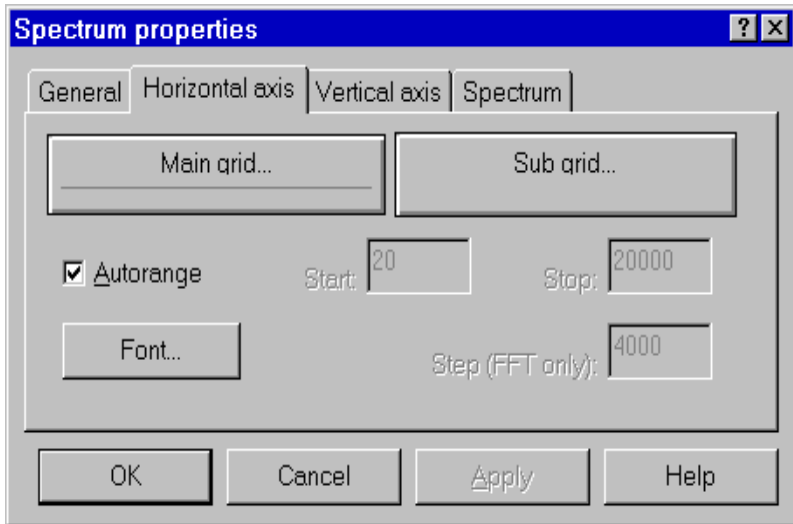 Spectrum properties
General Horizontal axis Vertical axis Spectrum
Main grid... Sub grid...
Autorange Start: 20 Stop: 20000
Font... Step (FFT only): 4000
OK Cancel Apply Help